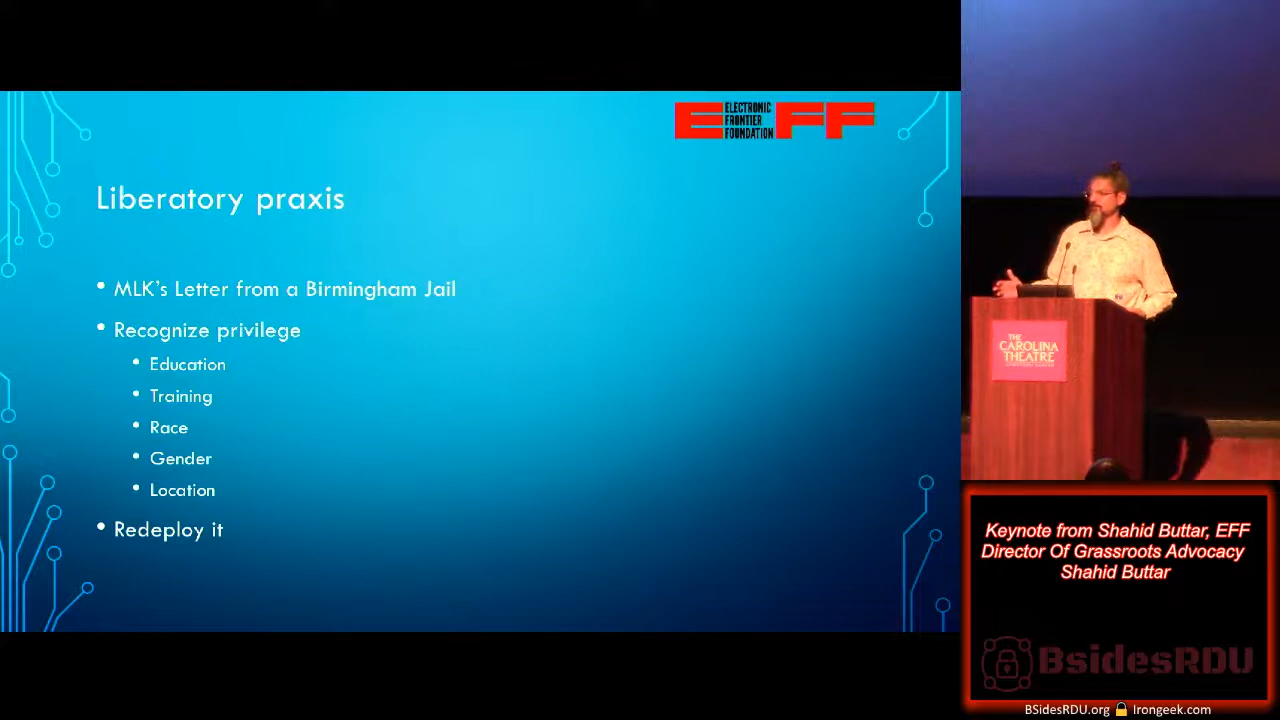 ELECTRONIC
FRONTIER
FOUNDATION
EFF
Liberatory praxis
• MLK's Letter from a Birmingham Jail
• Recognize privilege
• Education
• Training
• Race
• Gender
• Location
• Redeploy it
THE
CAROLINA
THEATRE
Keynote from Shahid Buttar, EFF
Director Of Grassroots Advocacy
Shahid Buttar
BsidesRDU
BSidesRDU.org Irongeek.com